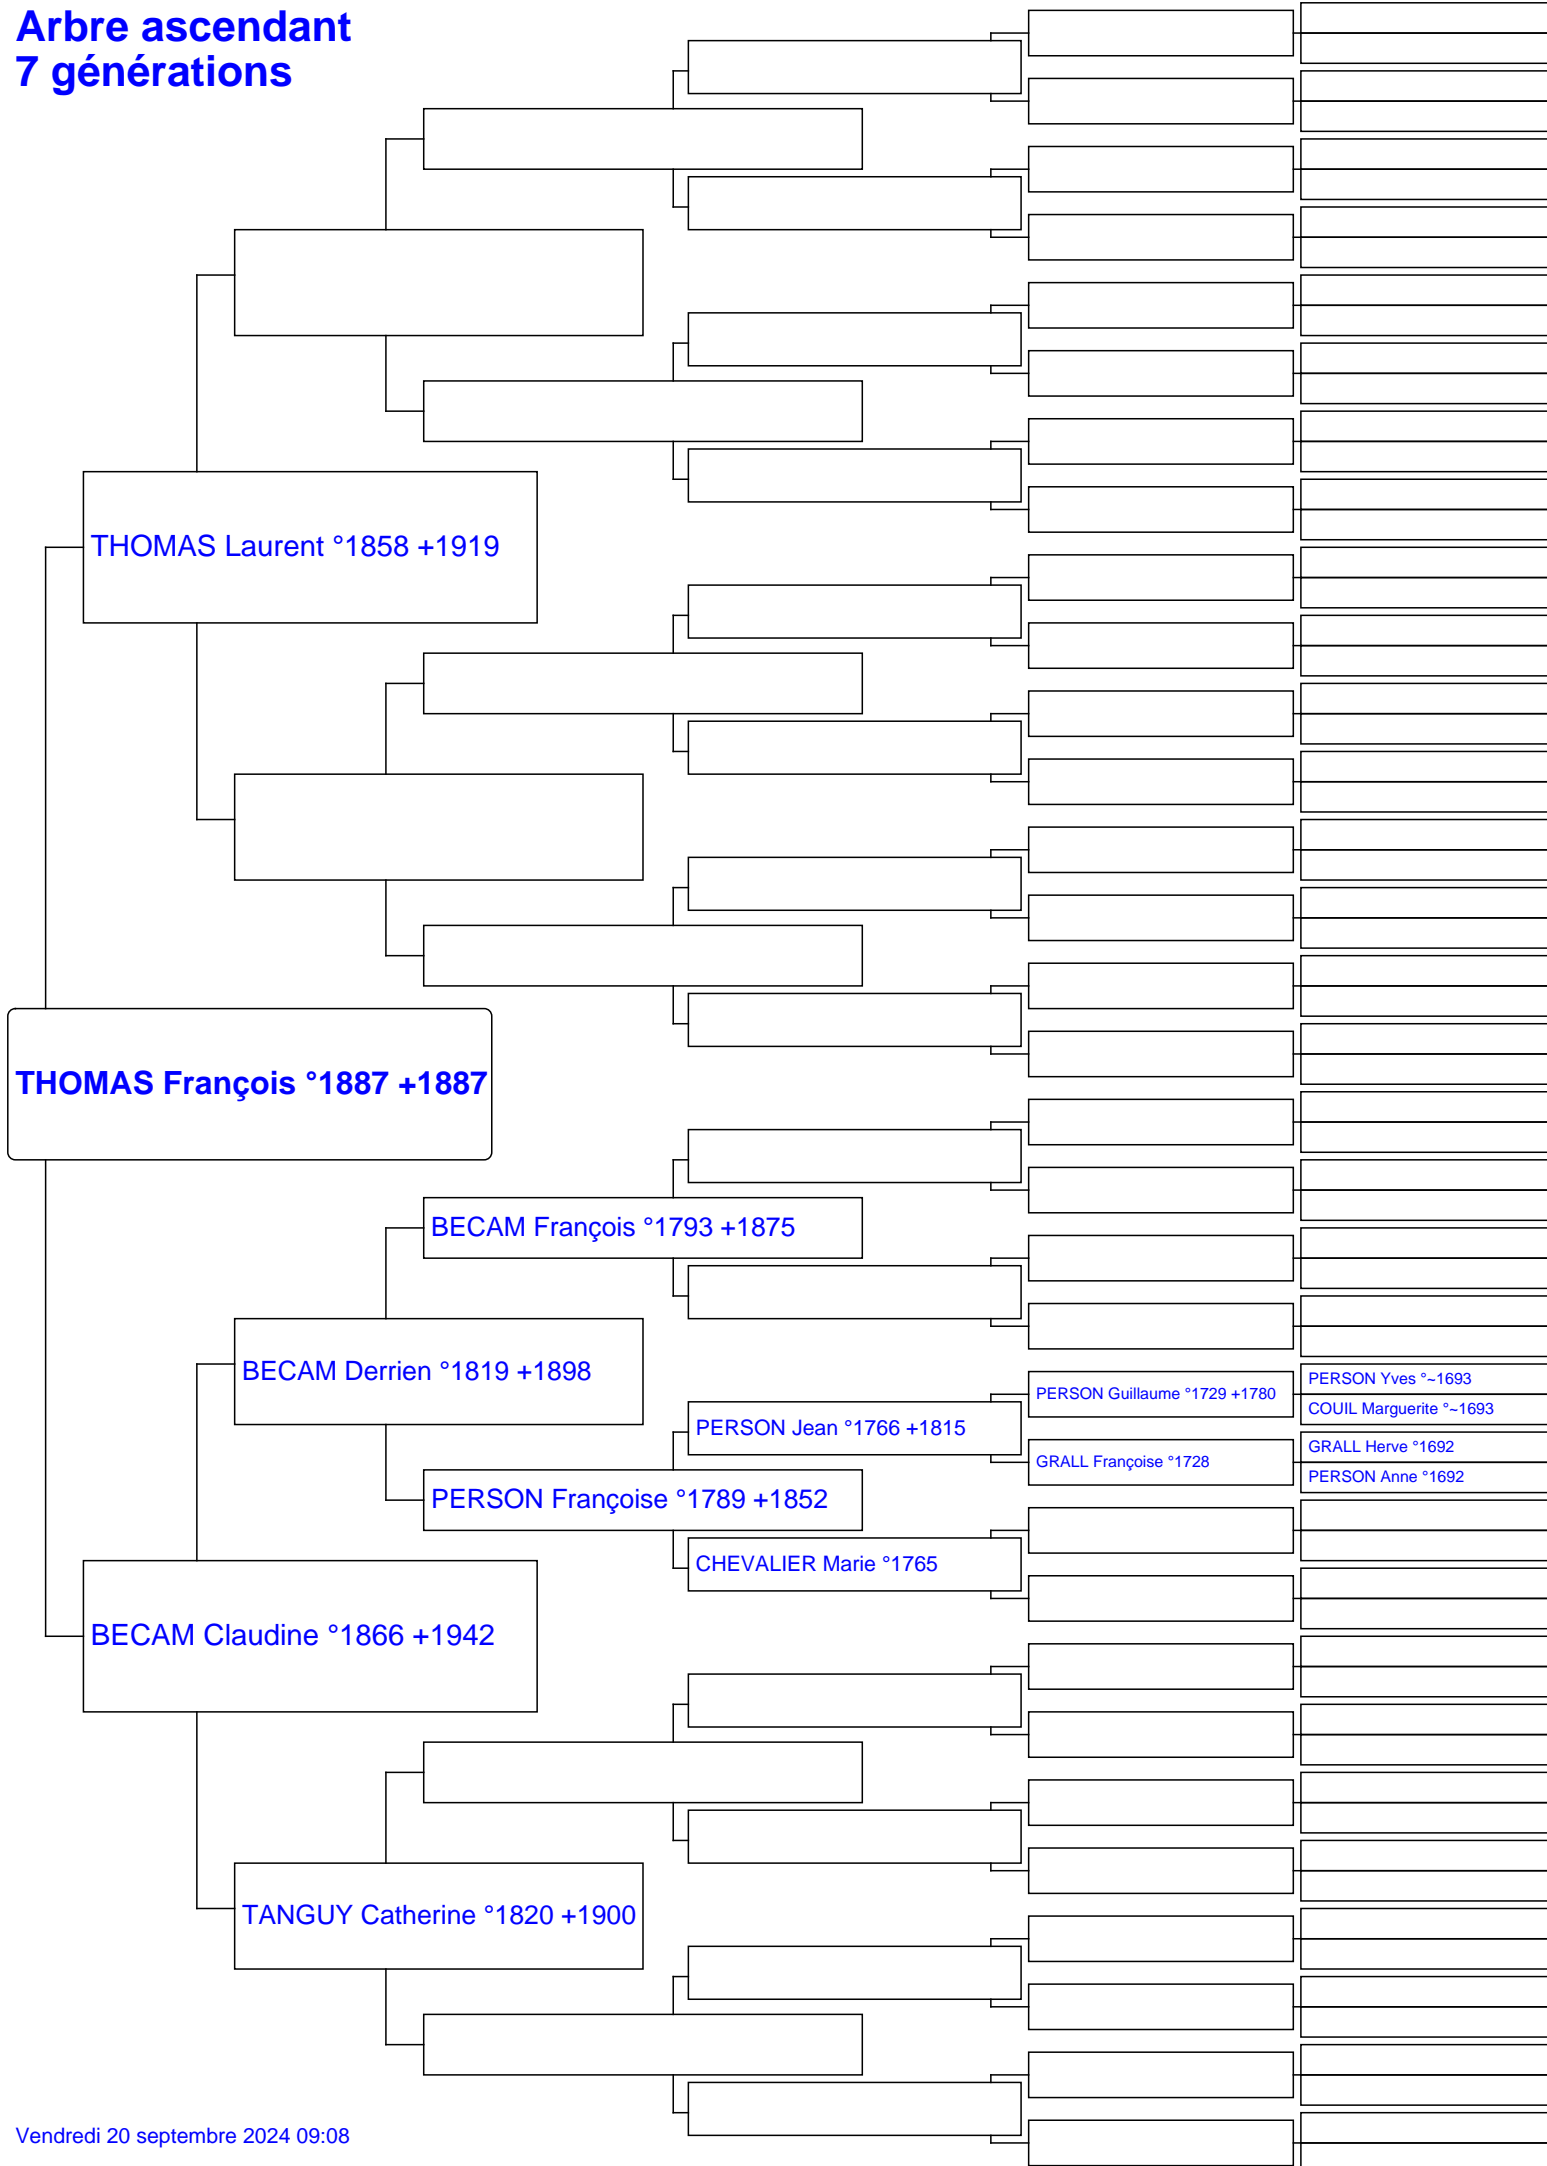 Arbre ascendant
7 générations
THOMAS Laurent °1858 +1919
THOMAS François °1887 +1887
BECAM François °1793 +1875
BECAM Derrien °1819 +1898
PERSON Guillaume °1729 +1780
PERSON Yves °~1693
COUIL Marguerite °~1693
PERSON Jean °1766 +1815
GRALL Françoise °1728
GRALL Herve °1692
PERSON Anne °1692
PERSON Françoise °1789 +1852
CHEVALIER Marie °1765
BECAM Claudine °1866 +1942
TANGUY Catherine °1820 +1900
Vendredi 20 septembre 2024 09:08